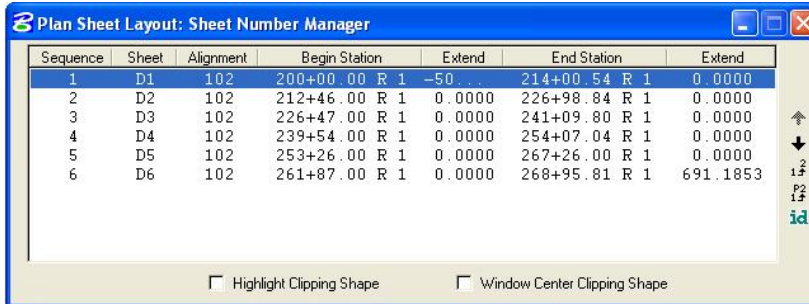 Plan Sheet Layout: Sheet Number Manager
Sequence Sheet Alignment Begin Station Extend End Station Extend
1 D1 102 200+00.00 R 1 -50... 214+00.54 R 1 0.0000
2 D2 102 212+46.00 R 1 0.0000 226+98.84 R 1 0.0000
3 D3 102 226+47.00 R 1 0.0000 241+09.80 R 1 0.0000
4 D4 102 239+54.00 R 1 0.0000 254+07.04 R 1 0.0000
5 D5 102 253+26.00 R 1 0.0000 267+26.00 R 1 0.0000
6 D6 102 261+87.00 R 1 0.0000 268+95.81 R 1 691.1853
1 2
1 P2
id
Highlight Clipping Shape Window Center Clipping Shape